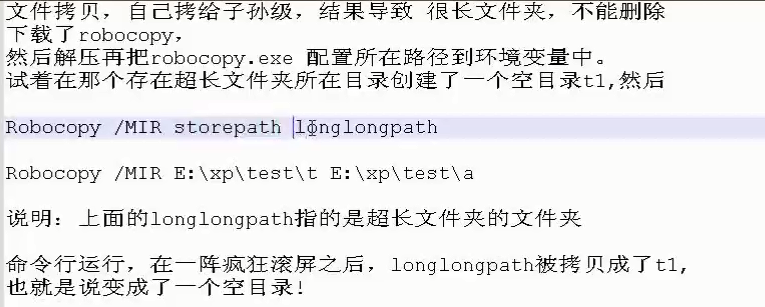 文件拷贝，自己拷给子孙级，结果导致 很长文件夹，不能删除
下载了robocopy，
然后解压再把robocopy.exe 配置所在路径到环境变量中。
试着在那个存在超长文件夹所在目录创建了一个空目录t1,然后
Robocopy /MIR storepath longlongpath
Robocopy /MIR E:\xp\test\t E:\xp\test\a
说明：上面的longlongpath指的是超长文件夹的文件夹
命令行运行，在一阵疯狂滚屏之后，longlongpath被拷贝成了t1,
也就是说变成了一个空目录!